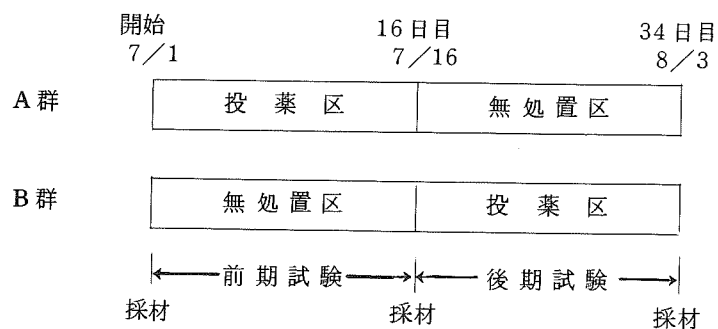 開始 16日目 34日目
7/1 7/16 8/3
A群 投薬区 無処置区
B群 無処置区 投薬区
前期試験 後期試験
採材 採材 採材